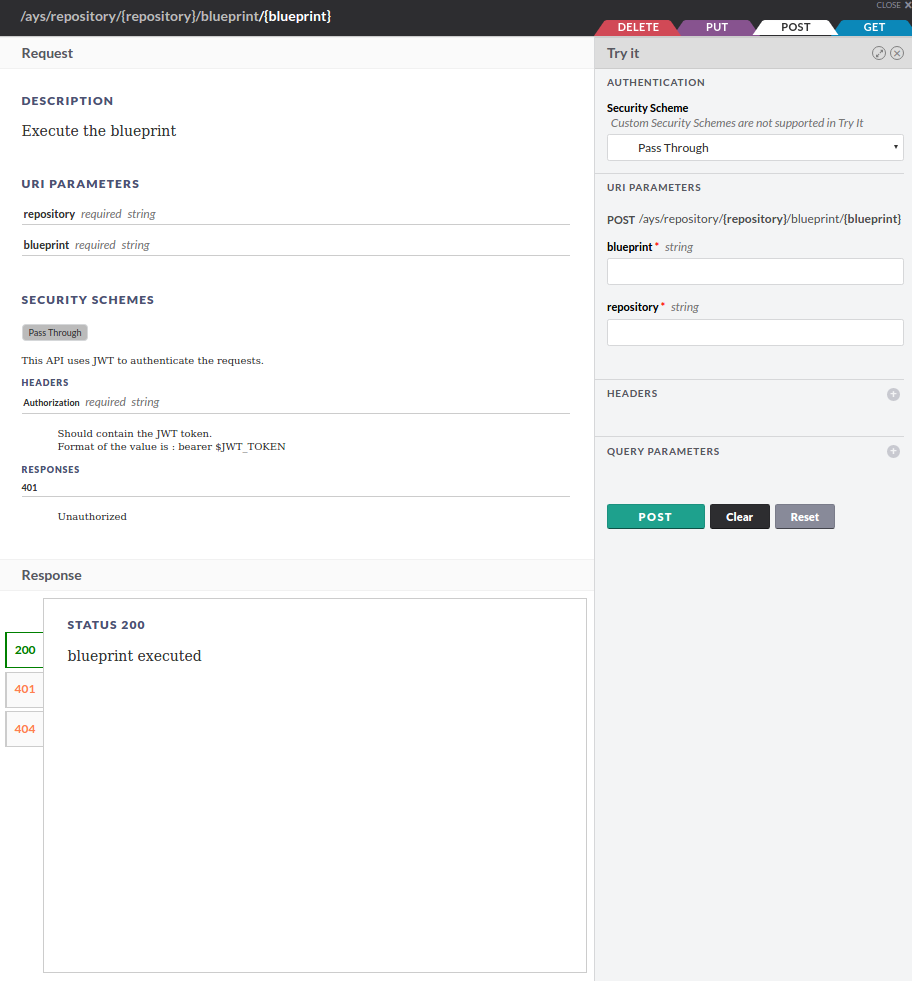 /ays/repository/{repository}/blueprint/{blueprint}
CLOSE X
DELETE PUT POST GET
Request
DESCRIPTION
Execute the blueprint
URI PARAMETERS
repository required string
blueprint required string
SECURITY SCHEMES
Pass Through
This API uses JWT to authenticate the requests.
HEADERS
Authorization required string
Should contain the JWT token.
Format of the value is : bearer $JWT_TOKEN
RESPONSES
401
Unauthorized
Response
200
401
404
STATUS 200
blueprint executed
Try it
AUTHENTICATION
Security Scheme
Custom Security Schemes are not supported in Try It
Pass Through
URI PARAMETERS
POST /ays/repository/{repository}/blueprint/{blueprint}
blueprint * string
repository * string
HEADERS
QUERY PARAMETERS
POST Clear Reset